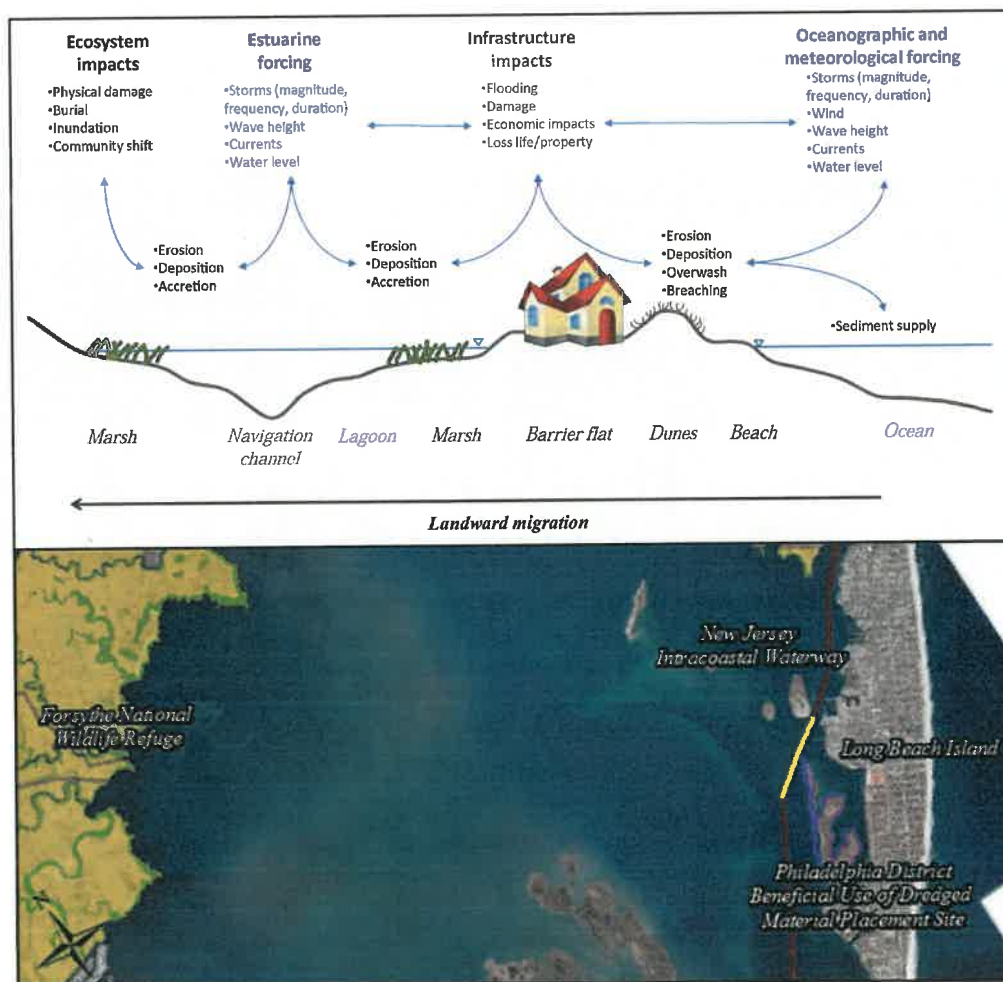 Ecosystem
impacts
•Physical damage
•Burial
•Inundation
•Community shift
Estuarine
forcing
•Storms (magnitude,
frequency, duration)
•Wave height
•Currents
•Water level
Infrastructure
impacts
•Flooding
•Damage
•Economic impacts
•Loss life/property
Oceanographic and
meteorological forcing
•Storms (magnitude,
frequency, duration)
•Wind
•Wave height
•Currents
•Water level
•Erosion
•Deposition
•Accretion
•Erosion
•Deposition
•Accretion
•Erosion
•Deposition
•Overwash
•Breaching
•Sediment supply
Marsh
Navigation
channel
Lagoon
Marsh
Barrier flat
Dunes
Beach
Ocean
Landward migration
New Jersey
Intracoastal Waterway
Forsythe National
Wildlife Refuge
Long Beach Island
Philadelphia District
Beneficial Use of Dredged
Material Placement Site